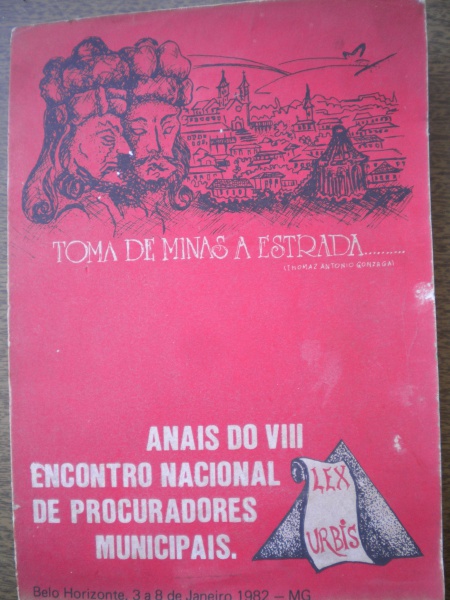 TOMA DE MINAS A ESTRADA..........
(THOMAZ ANTONIO GONZAGA)
ANAIS DO VIII
ENCONTRO NACIONAL
DE PROCURADORES
MUNICIPAIS.
LEX
URBIS
Belo Horizonte, 3 a 8 de Janeiro 1982 – MG